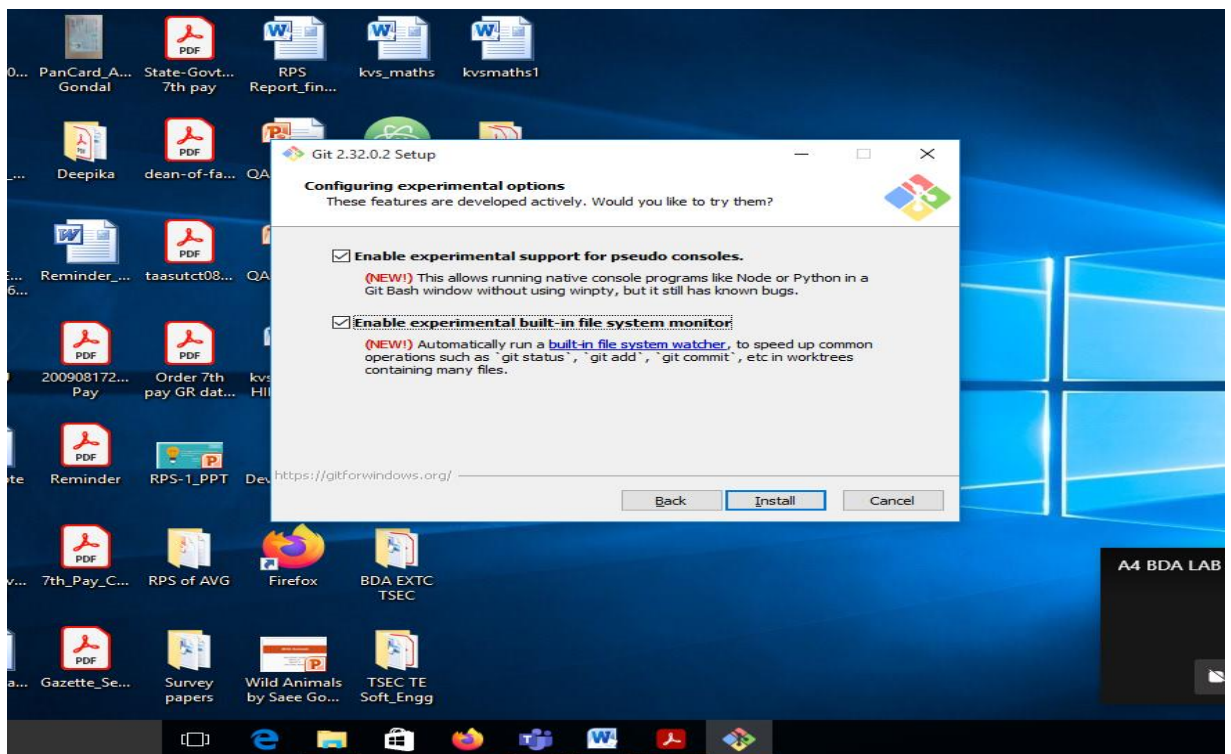 0... PanCard_A... State-Govt... RPS kvs_maths kvsmaths1
Gondal 7th pay Report_fin...
Git 2.32.0.2 Setup
Configuring experimental options
These features are developed actively. Would you like to try them?
Enable experimental support for pseudo consoles.
(NEW!) This allows running native console programs like Node or Python in a
Git Bash window without using winpty, but it still has known bugs.
Enable experimental built-in file system monitor
(NEW!) Automatically run a built-in file system watcher, to speed up common
operations such as `git status`, `git add`, `git commit`, etc in worktrees
containing many files.
https://gitforwindows.org/
Back Install Cancel
Deepika dean-of-fa... QA
Reminder_... taasutct08... QA
200908172... Order 7th kvs
Pay pay GR dat... HII
Reminder RPS-1_PPT Dev
7th_Pay_C... RPS of AVG Firefox BDA EXTC
TSEC
Gazette_Se... Survey Wild Animals TSEC TE
papers by Saee Go... Soft_Engg
A4 BDA LAB